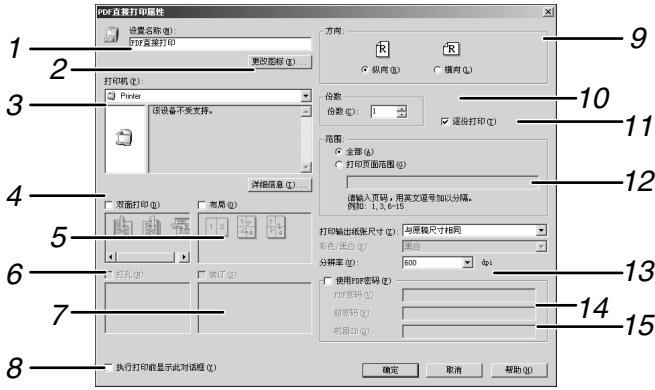 PDF直接打印属性
设置名称(M):
PDF直接打印
更改图标(E)...
打印机(P):
Printer
该设备不受支持。
详细信息(I)...
双面打印(D)
布局(O)
1 2
打孔(N)
装订(S)
执行打印前显示此对话框(Y)
方向:
R
R
纵向(R)
横向(L)
份数
份数(C): 1
逐份打印(T)
范围:
全部(A)
打印页面范围(G)
请输入页码，用英文逗号加以分隔。
例如: 1,3,6-15
打印输出纸张尺寸(Z): 与原稿尺寸相同
彩色/黑白(B): 黑白
分辨率(U): 600 dpi
使用PDF密码(F)
PDF密码(V):
组密码(W):
机器ID(Q):
确定
取消
帮助(H)
1
2
3
4
5
6
7
8
9
10
11
12
13
14
15